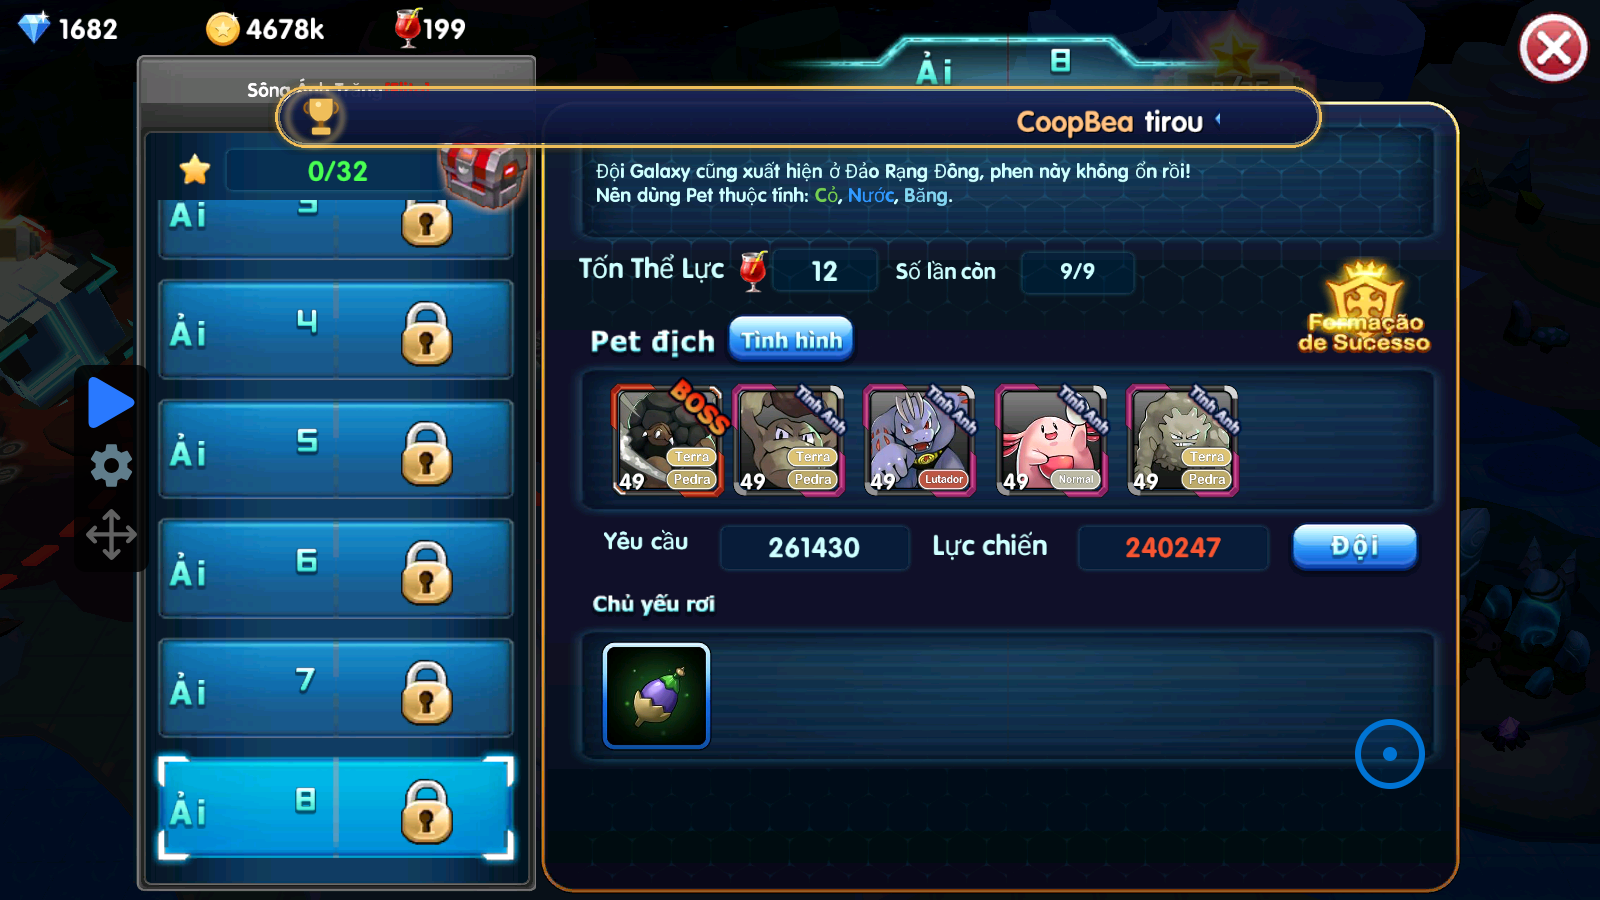 1682
4678k
199
Ải 8
Sông Ánh Trăng
CoopBea tirou
0/32
Đội Galaxy cũng xuất hiện ở Đảo Rạng Đông, phen này không ổn rồi!
Nên dùng Pet thuộc tính: Cỏ, Nước, Băng.
Ải 3
Tốn Thể Lực 12 Số lần còn 9/9
Formação
de Sucesso
Ải 4
Pet địch Tình hình
BOSS Tinh Anh Tinh Anh Tinh Anh Tinh Anh
Terra Terra Terra
49 Pedra 49 Pedra 49 Lutador 49 Normal 49 Pedra
Ải 5
Yêu cầu 261430 Lực chiến 240247 Đội
Ải 6
Chủ yếu rơi
Ải 7
Ải 8